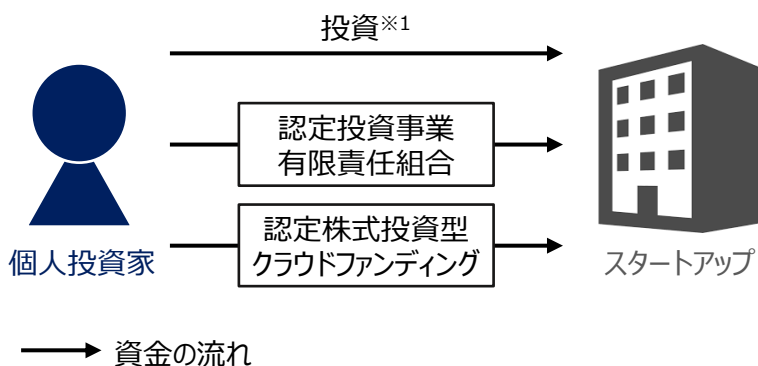 投資※1
認定投資事業
有限責任組合
認定株式投資型
クラウドファンディング
個人投資家
スタートアップ
資金の流れ